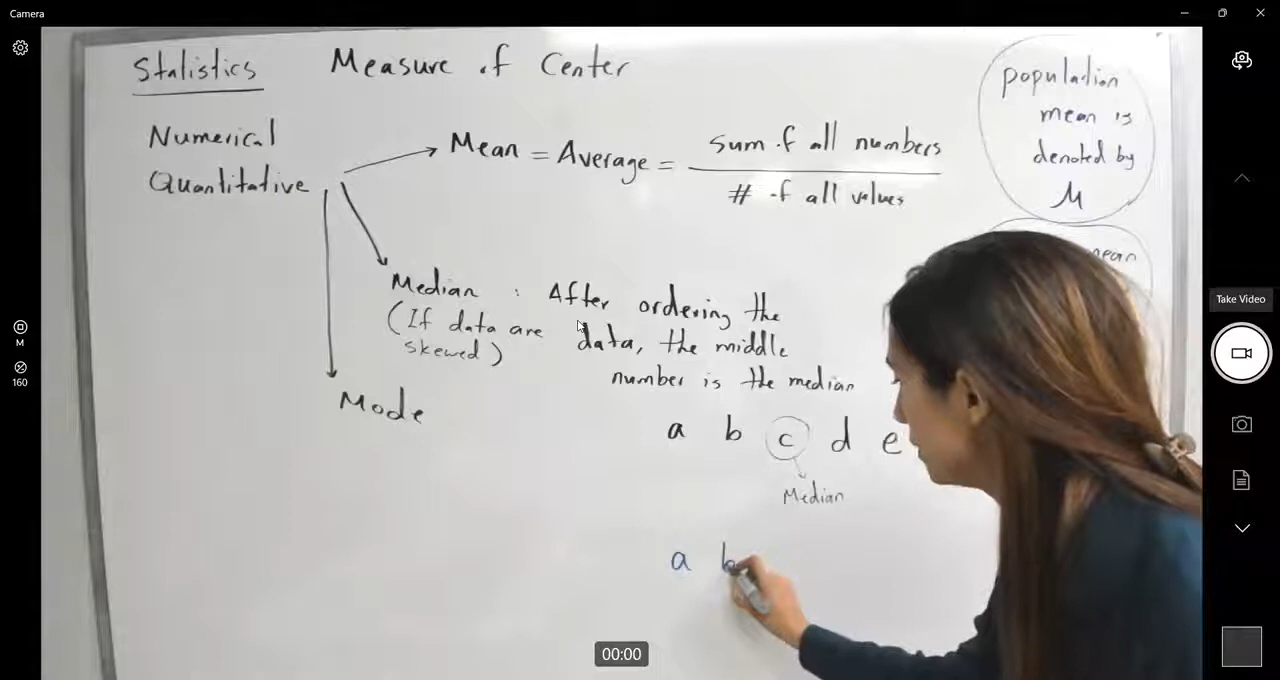 Camera
Statistics Measure of Center
Numerical
Quantitative
Mean = Average = sum of all numbers
# of all values
population
mean is
denoted by
μ
mean
Median : After ordering the
(If data are data, the middle
skewed) number is the median
Mode
a b c d e
Median
a b
Take Video
M
160
00:00